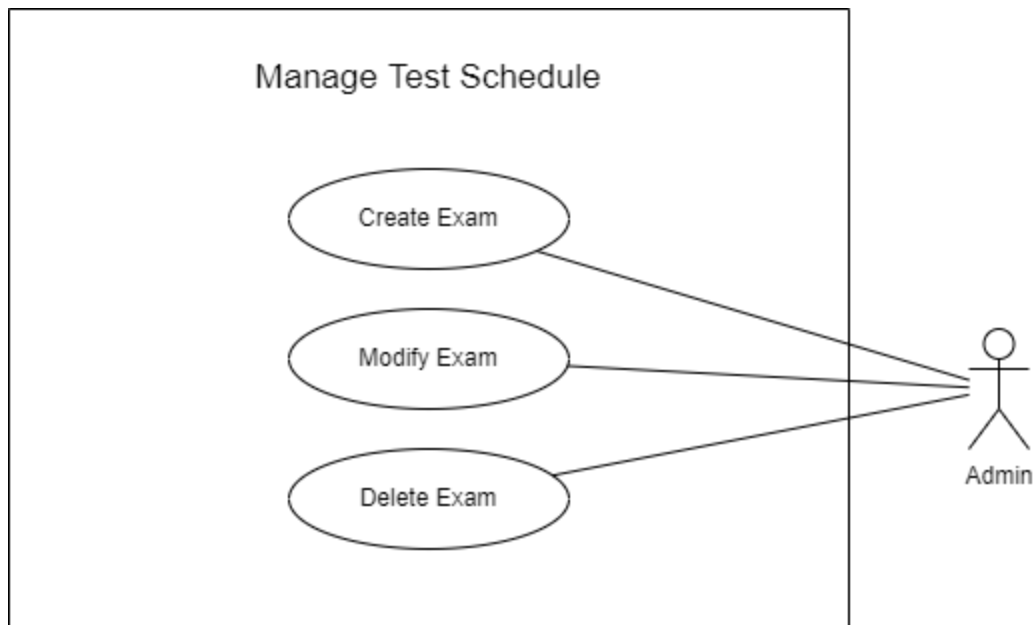 Manage Test Schedule
Create Exam
Modify Exam
Delete Exam
Admin